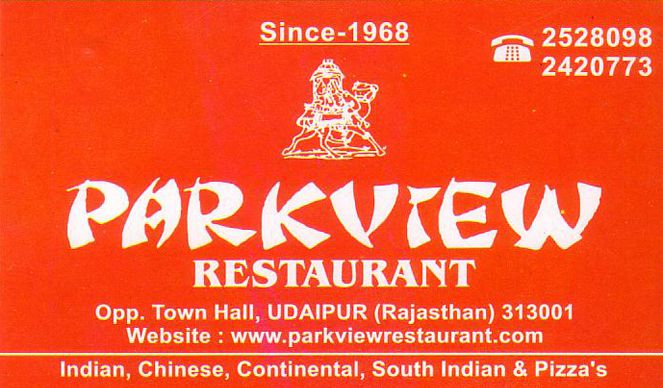 Since-1968
2528098
2420773
PARKVIEW
RESTAURANT
Opp. Town Hall, UDAIPUR (Rajasthan) 313001
Website : www.parkviewrestaurant.com
Indian, Chinese, Continental, South Indian & Pizza's